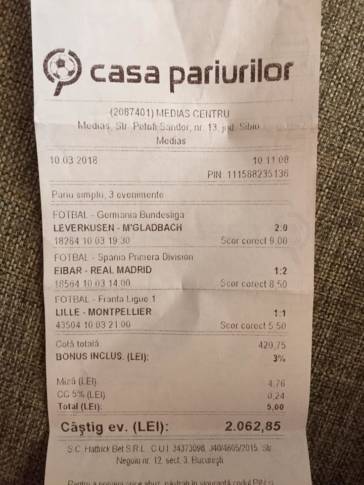 casa pariurilor
(2087401) MEDIAS CENTRU
Medias, Str. Petofi Sandor, nr. 13, jud. Sibiu
Medias
10.03.2018 10:11:08
PIN: 111588235136
Pariu simplu, 3 evenimente
FOTBAL - Germania Bundesliga
LEVERKUSEN - M'GLADBACH 2:0
18284 10.03 19:30 Scor corect 9.00
FOTBAL - Spania Primera Division
EIBAR - REAL MADRID 1:2
18564 10.03 14:00 Scor corect 8.50
FOTBAL - Franta Ligue 1
LILLE - MONTPELLIER 1:1
43504 10.03 21:00 Scor corect 5.50
Cotă totală 420,75
BONUS INCLUS. (LEI): 3%
Miză (LEI) 4,76
CG 5% (LEI) 0,24
Total (LEI): 5,00
Câştig ev. (LEI): 2.062,85
S.C. Hattrick Bet S.R.L. C.U.I. 34373098, J40/4605/2015, Str.
Negoiu nr. 12, sect. 3, Bucureşti